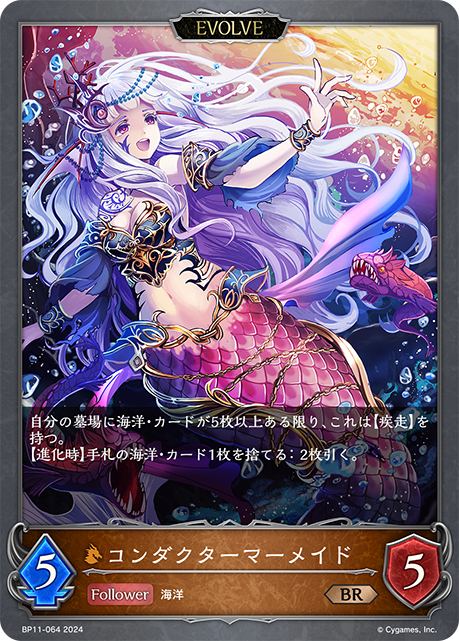 EVOLVE
自分の墓場に海洋・カードが5枚以上ある限り、これは【疾走】を
持つ。
【進化時】手札の海洋・カード1枚を捨てる：2枚引く。
コンダクターマーメイド
5
5
Follower 海洋
BR
BP11-064 2024
© Cygames, Inc.